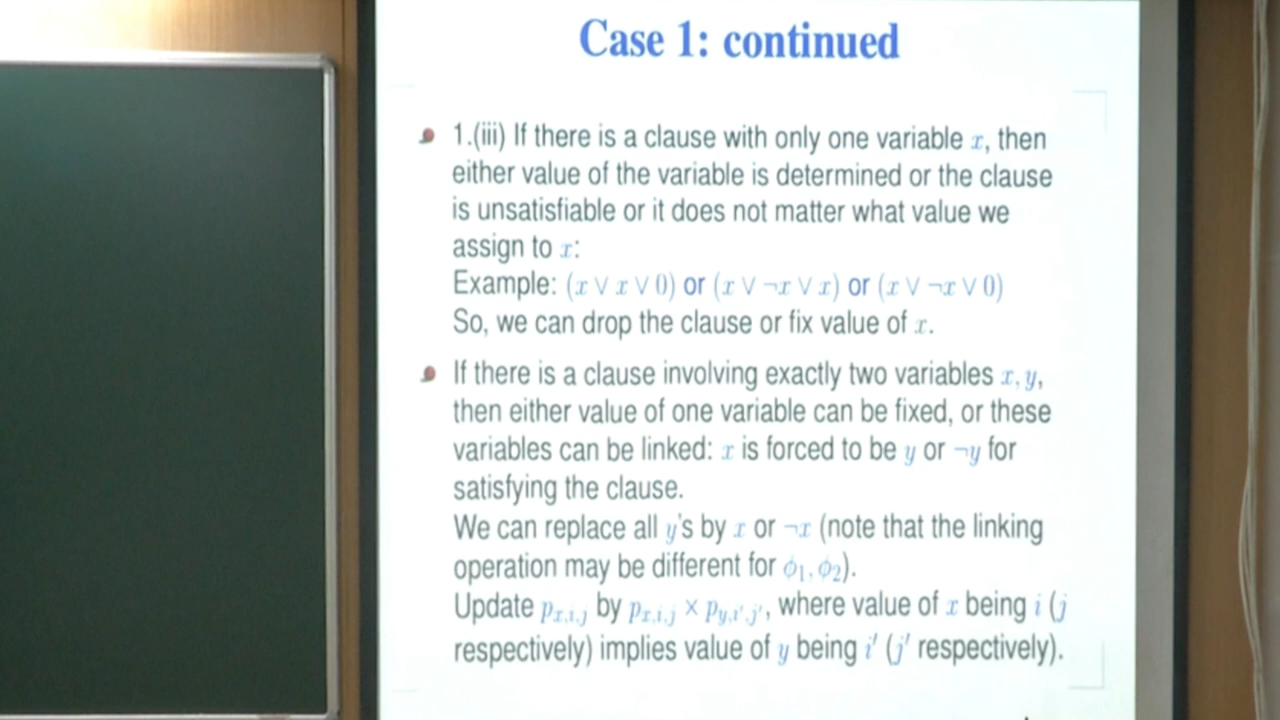 Case 1: continued
1.(iii) If there is a clause with only one variable x, then
either value of the variable is determined or the clause
is unsatisfiable or it does not matter what value we
assign to x:
Example: (x ∨ x ∨ 0) or (x ∨ ¬x ∨ x) or (x ∨ ¬x ∨ 0)
So, we can drop the clause or fix value of x.
If there is a clause involving exactly two variables x, y,
then either value of one variable can be fixed, or these
variables can be linked: x is forced to be y or ¬y for
satisfying the clause.
We can replace all y's by x or ¬x (note that the linking
operation may be different for ϕ₁, ϕ₂).
Update p_{x,i,j} by p_{x,i,j} × p_{y,i′,j′}, where value of x being i (j
respectively) implies value of y being i′ (j′ respectively).